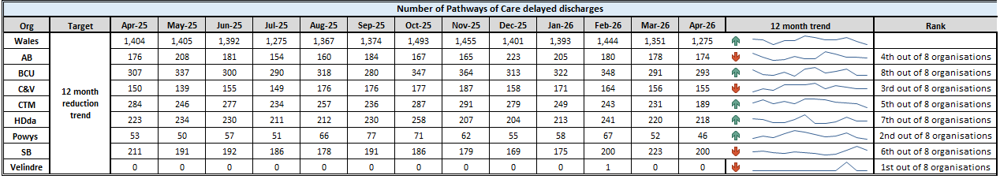 Number of Pathways of Care delayed discharges
Org Target Apr-25 May-25 Jun-25 Jul-25 Aug-25 Sep-25 Oct-25 Nov-25 Dec-25 Jan-26 Feb-26 Mar-26 Apr-26 12 month trend Rank
Wales 12 month reduction trend 1,404 1,405 1,392 1,275 1,367 1,374 1,493 1,455 1,401 1,393 1,444 1,351 1,275
AB 176 208 181 154 160 184 167 165 223 205 180 178 174 4th out of 8 organisations
BCU 307 337 300 290 318 280 347 364 313 322 348 291 293 8th out of 8 organisations
C&V 150 139 155 149 176 176 177 187 158 171 164 156 155 3rd out of 8 organisations
CTM 284 246 277 234 257 236 287 291 279 249 243 231 189 5th out of 8 organisations
HDda 223 234 230 211 212 230 258 207 204 213 241 220 218 7th out of 8 organisations
Powys 53 50 57 51 66 77 71 62 55 58 67 52 46 2nd out of 8 organisations
SB 211 191 192 186 178 191 186 179 169 175 200 223 200 6th out of 8 organisations
Velindre 0 0 0 0 0 0 0 0 0 0 1 0 0 1st out of 8 organisations